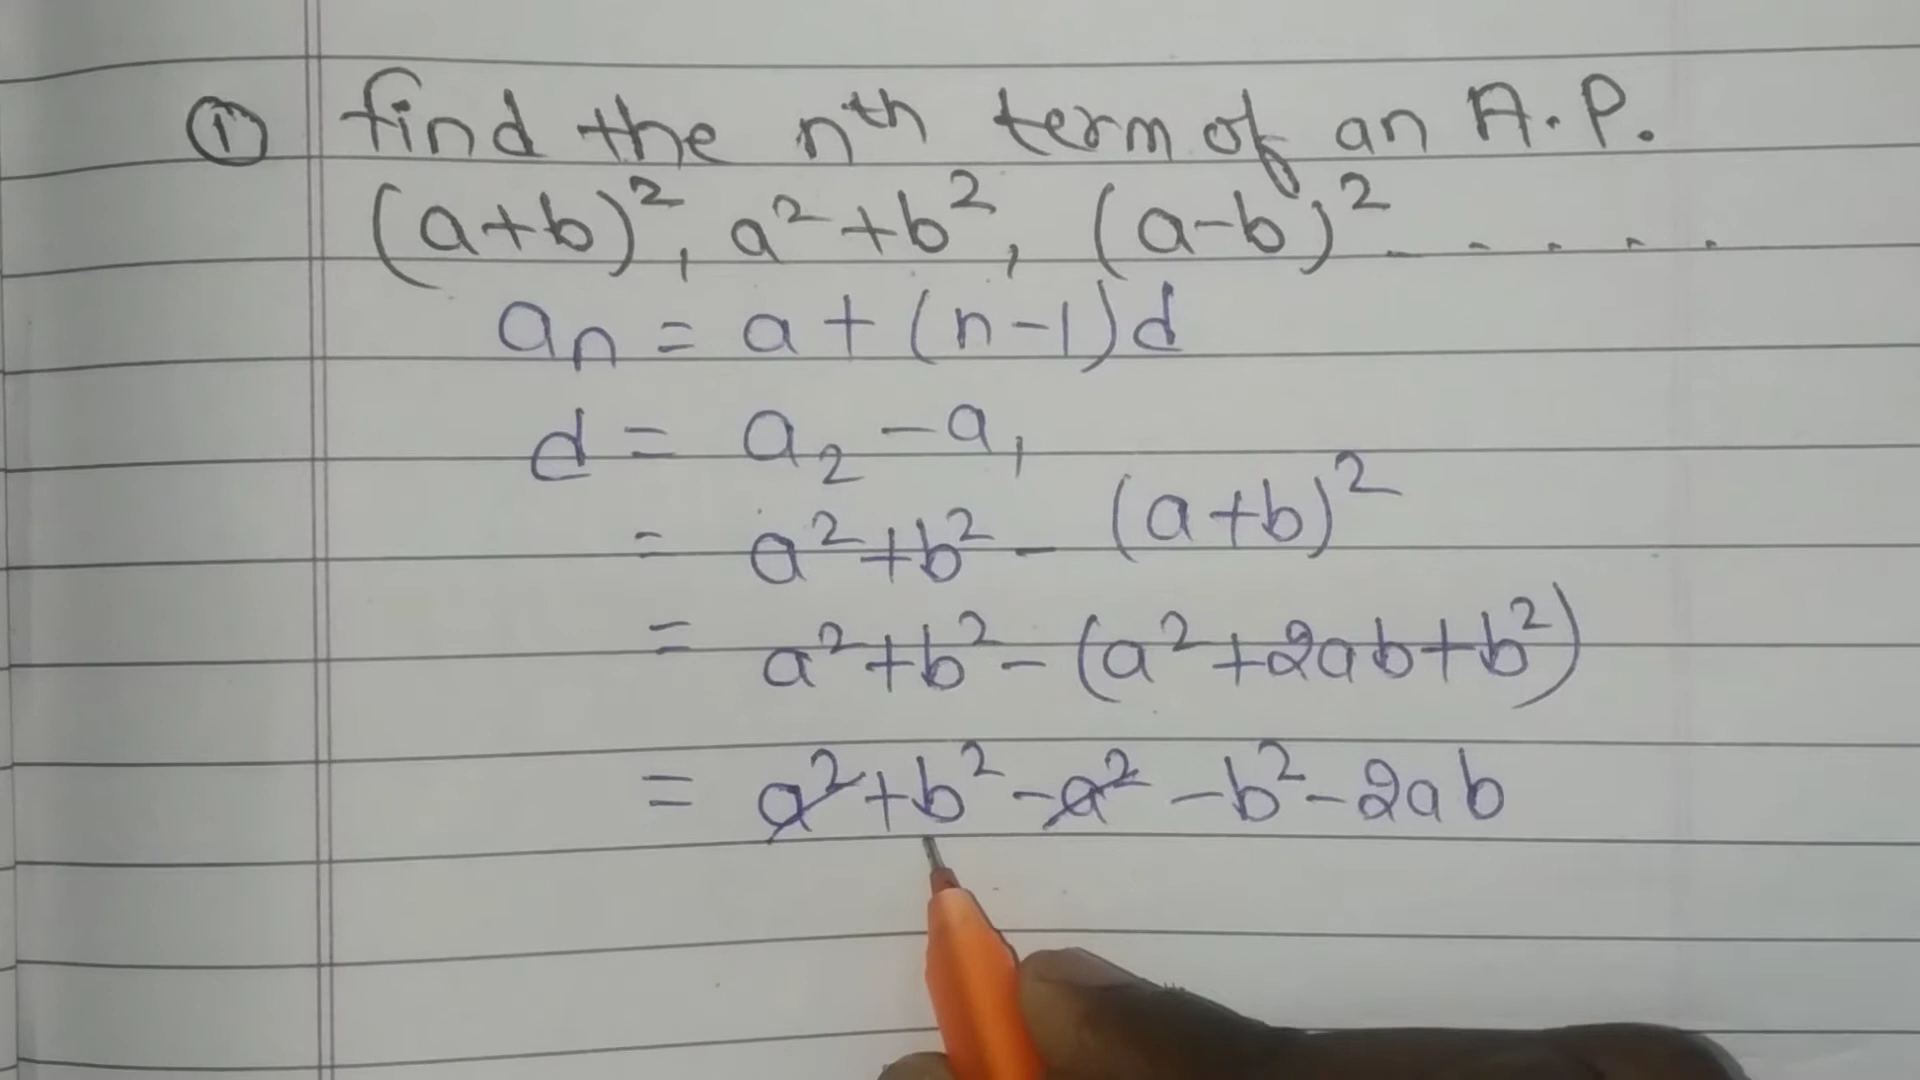 ① find the nth term of an A.P.
(a+b)², a²+b², (a-b)² - . . . .
aₙ = a + (n-1)d
d = a₂ - a₁
= a²+b² - (a+b)²
= a²+b² - (a²+2ab+b²)
= a²+b² - a² - b² - 2ab